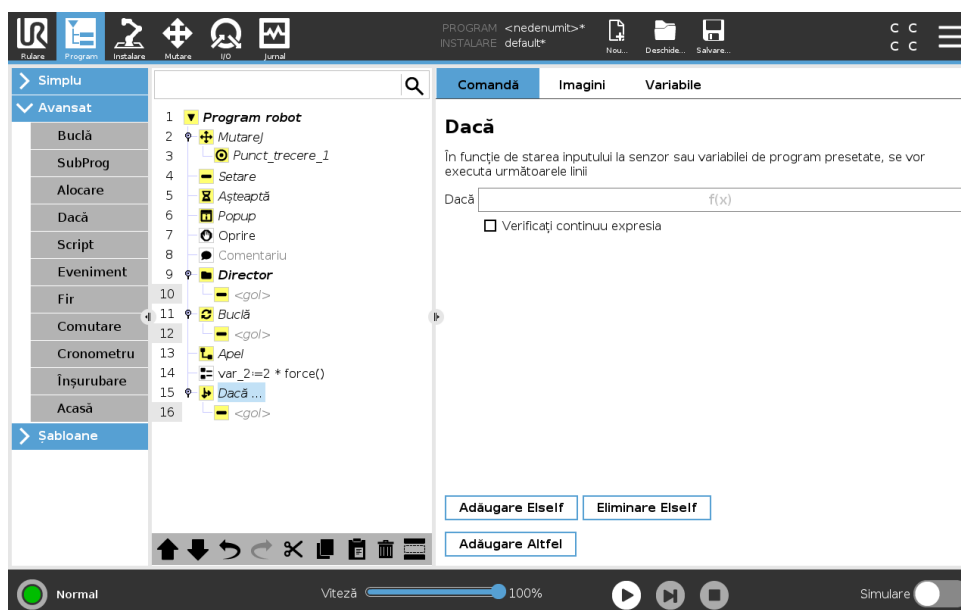 PROGRAM <nedenumit>*
INSTALARE default*
Rulare Program Instalare Mutare I/O Jurnal Nou... Deschide... Salvare...
C C
C C
Simplu
Avansat
Buclă
SubProg
Alocare
Dacă
Script
Eveniment
Fir
Comutare
Cronometru
Înșurubare
Acasă
Șabloane
1 Program robot
2 MutareJ
3 Punct_trecere_1
4 Setare
5 Așteaptă
6 Popup
7 Oprire
8 Comentariu
9 Director
10 <gol>
11 Buclă
12 <gol>
13 Apel
14 var_2:=2 * force()
15 Dacă ...
16 <gol>
Comandă Imagini Variabile
Dacă
În funcție de starea inputului la senzor sau variabilei de program presetate, se vor
executa următoarele linii
Dacă f(x)
Verificați continuu expresia
Adăugare ElseIf Eliminare ElseIf
Adăugare Altfel
Normal Viteză 100% Simulare